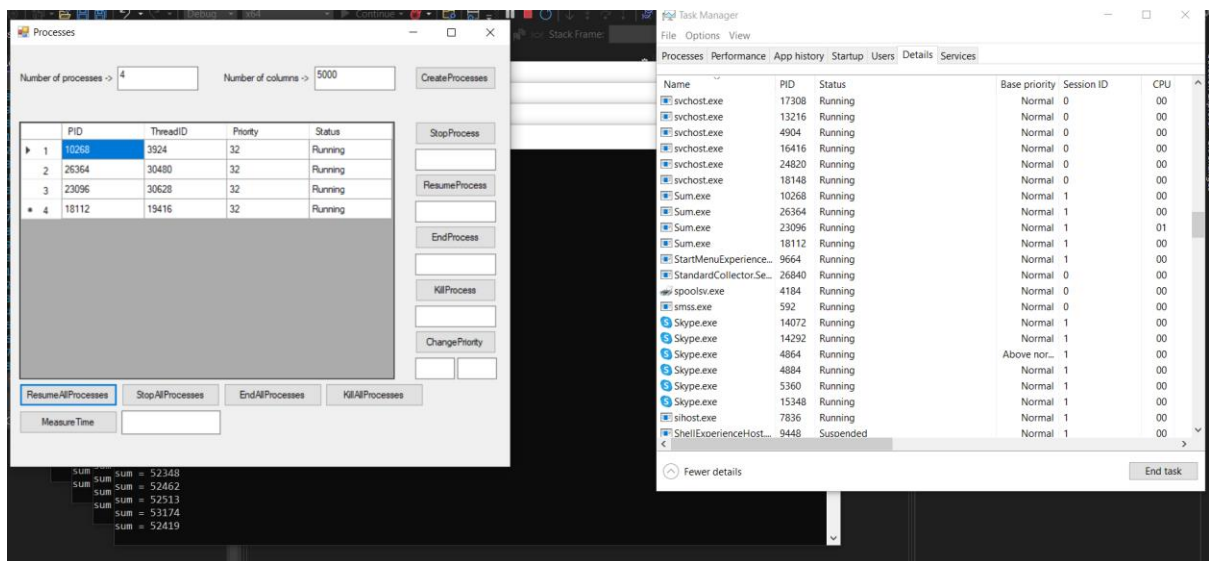 Debug x64 Continue
Stack Frame:
Processes
Number of processes -> 4 Number of columns -> 5000 CreateProcesses
PID ThreadID Priority Status
1 10268 3924 32 Running
2 26364 30480 32 Running
3 23096 30628 32 Running
4 18112 19416 32 Running
StopProcess
ResumeProcess
EndProcess
KillProcess
ChangePriority
ResumeAllProcesses StopAllProcesses EndAllProcesses KillAllProcesses
MeasureTime
sum sum sum = 52348
sum sum sum = 52462
sum sum = 52513
sum = 53174
sum = 52419
Task Manager
File Options View
Processes Performance App history Startup Users Details Services
Name PID Status Base priority Session ID CPU
svchost.exe 17308 Running Normal 0 00
svchost.exe 13216 Running Normal 0 00
svchost.exe 4904 Running Normal 0 00
svchost.exe 16416 Running Normal 0 00
svchost.exe 24820 Running Normal 0 00
svchost.exe 18148 Running Normal 0 00
Sum.exe 10268 Running Normal 1 00
Sum.exe 26364 Running Normal 1 00
Sum.exe 23096 Running Normal 1 01
Sum.exe 18112 Running Normal 1 00
StartMenuExperience... 9664 Running Normal 1 00
StandardCollector.Se... 26840 Running Normal 0 00
spoolsv.exe 4184 Running Normal 0 00
smss.exe 592 Running Normal 0 00
Skype.exe 14072 Running Normal 1 00
Skype.exe 14292 Running Normal 1 00
Skype.exe 4864 Running Above nor... 1 00
Skype.exe 4884 Running Normal 1 00
Skype.exe 5360 Running Normal 1 00
Skype.exe 15348 Running Normal 1 00
sihost.exe 7836 Running Normal 1 00
ShellExperienceHost.... 9448 Suspended Normal 1 00
Fewer details End task